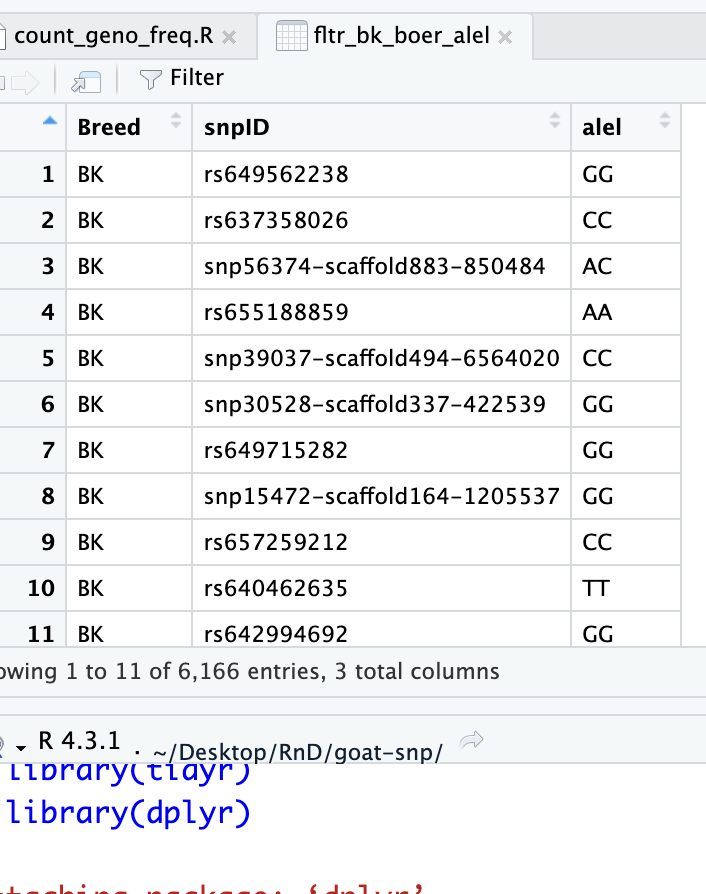 count_geno_freq.R
fltr_bk_boer_alel
Filter
Breed snpID alel
1 BK rs649562238 GG
2 BK rs637358026 CC
3 BK snp56374-scaffold883-850484 AC
4 BK rs655188859 AA
5 BK snp39037-scaffold494-6564020 CC
6 BK snp30528-scaffold337-422539 GG
7 BK rs649715282 GG
8 BK snp15472-scaffold164-1205537 GG
9 BK rs657259212 CC
10 BK rs640462635 TT
11 BK rs642994692 GG
owing 1 to 11 of 6,166 entries, 3 total columns
R 4.3.1 . ~/Desktop/RnD/goat-snp/
library(tidyr)
library(dplyr)
taching package: ‘dplyr’